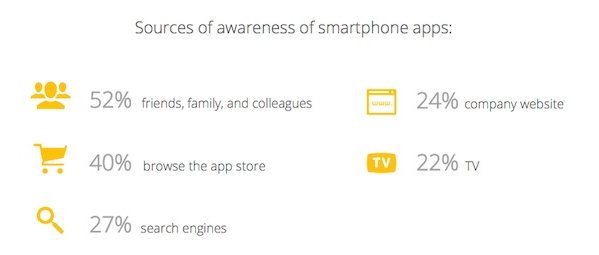 Sources of awareness of smartphone apps:
52% friends, family, and colleagues
40% browse the app store
27% search engines
www.
24% company website
TV
22% TV